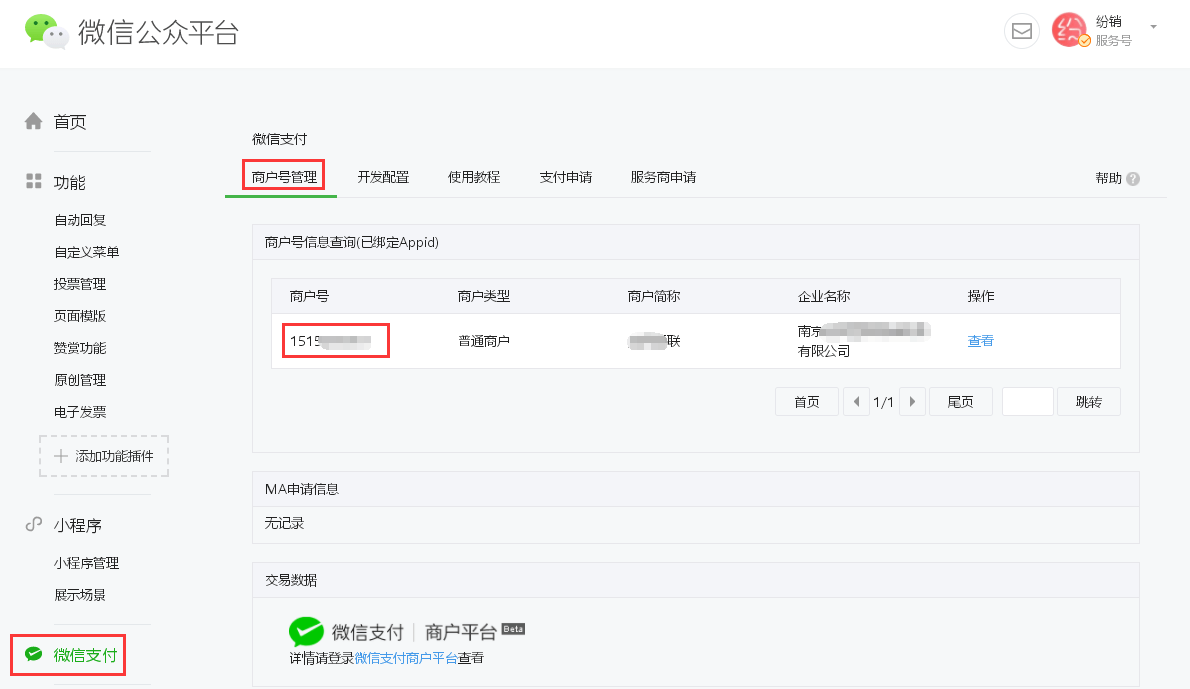 微信公众平台
纷
纷销
服务号
首页
功能
自动回复
自定义菜单
投票管理
页面模版
赞赏功能
原创管理
电子发票
添加功能插件
小程序
小程序管理
展示场景
微信支付
微信支付
商户号管理 开发配置 使用教程 支付申请 服务商申请 帮助 ?
商户号信息查询(已绑定Appid)
商户号 商户类型 商户简称 企业名称 操作
1515 普通商户 联 南京 有限公司 查看
首页 1/1 尾页 跳转
MA申请信息
无记录
交易数据
微信支付 商户平台 Beta
详情请登录微信支付商户平台查看